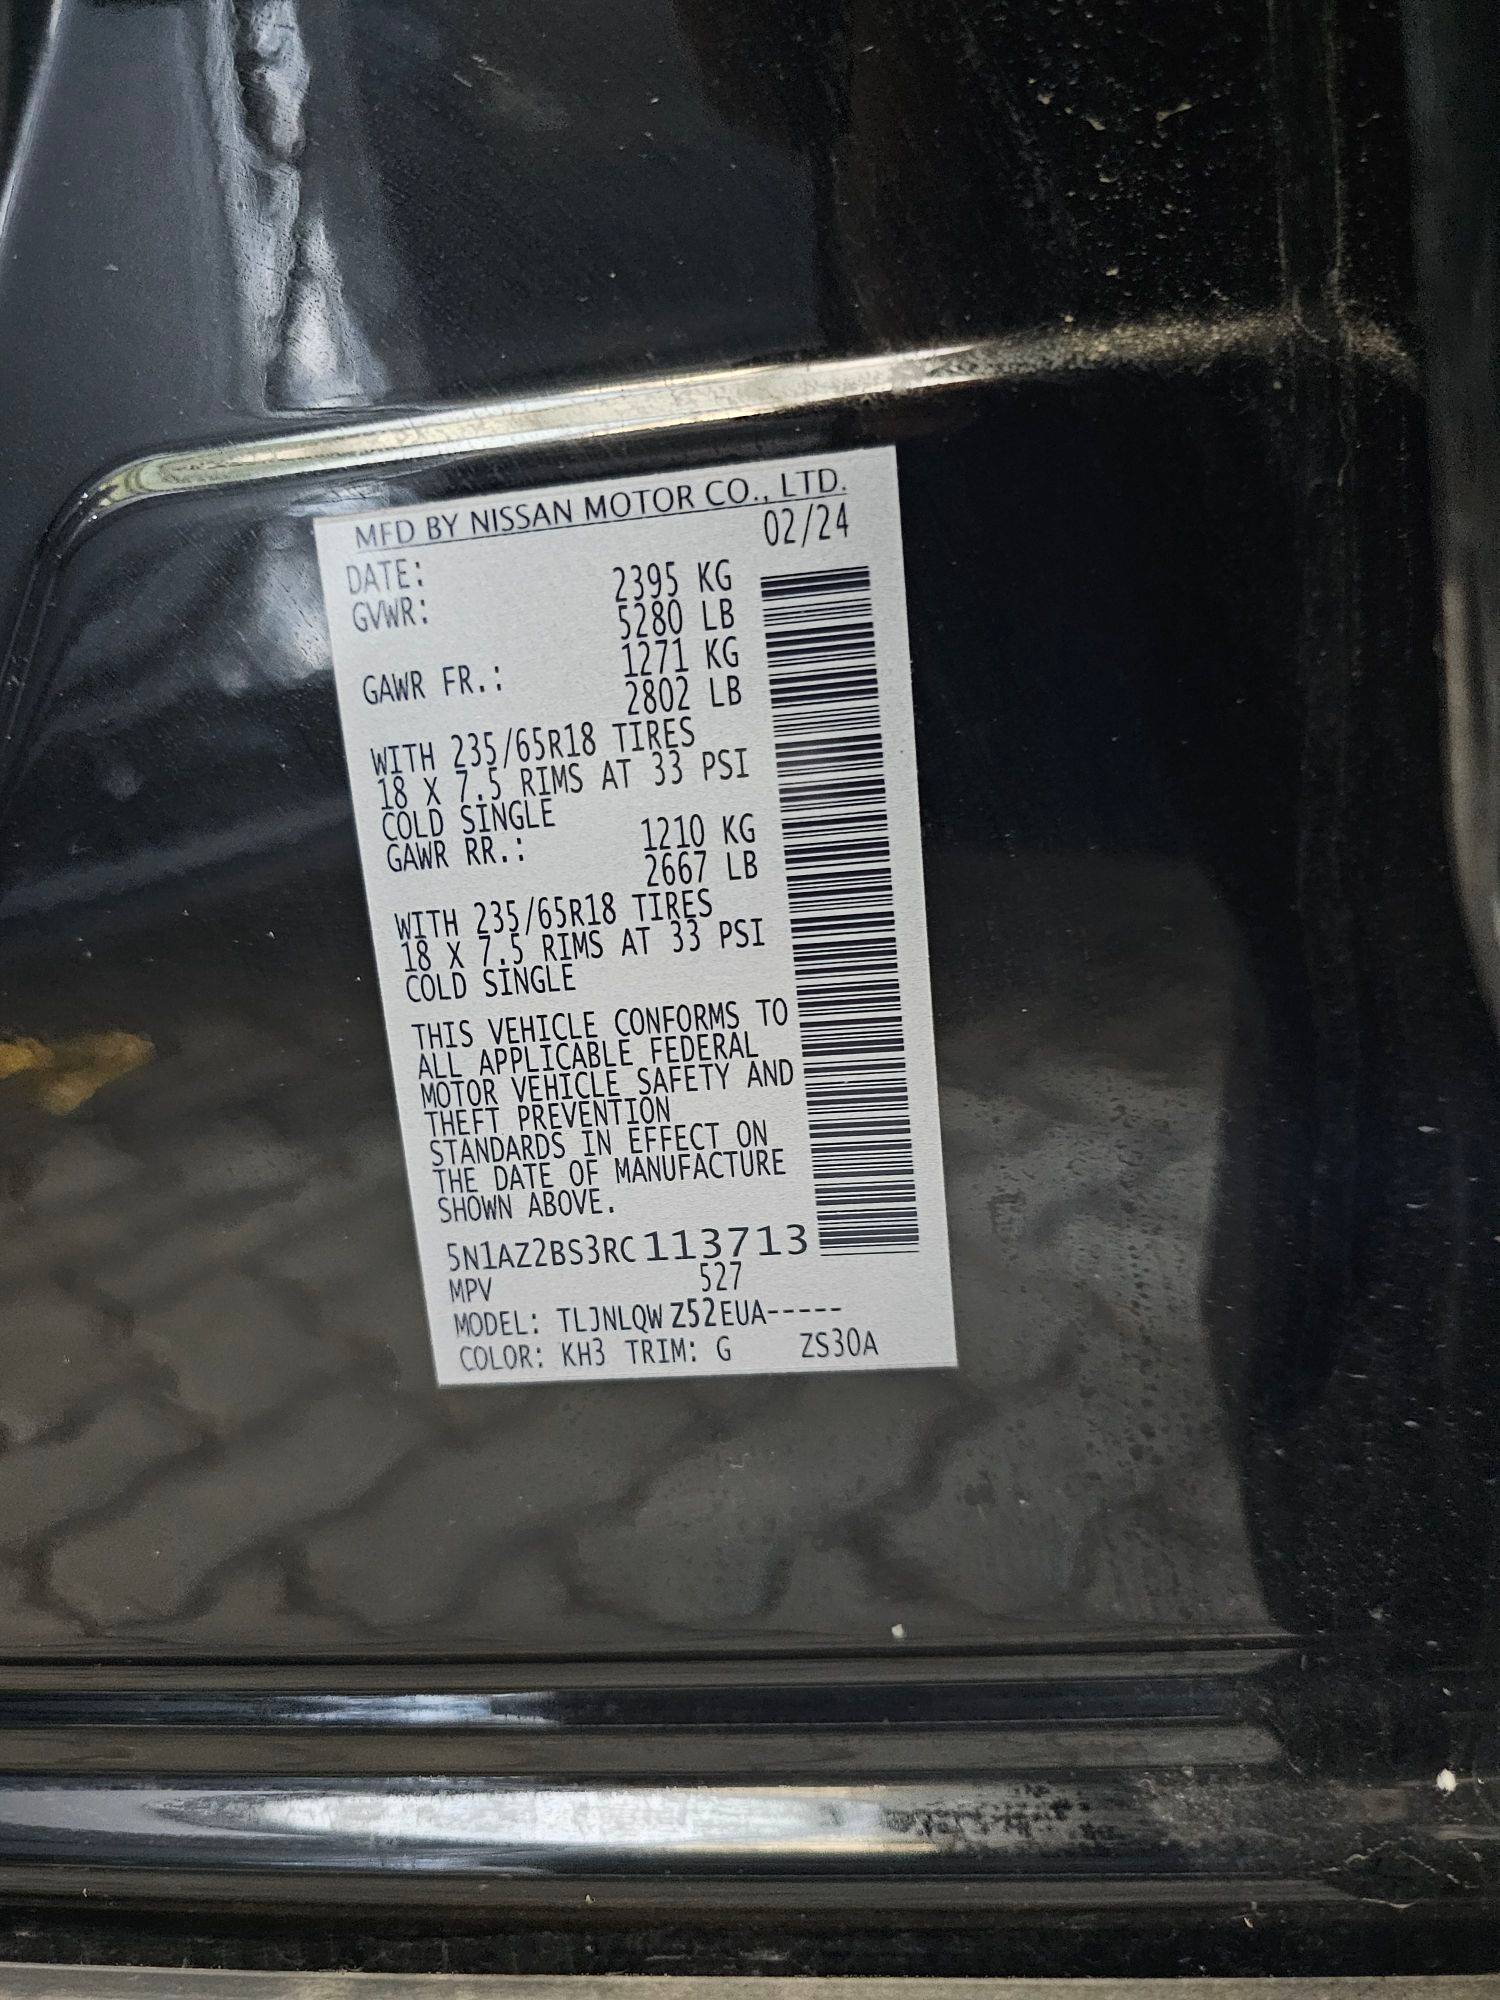 MFD BY NISSAN MOTOR CO., LTD.
DATE: 02/24
GVWR: 2395 KG
5280 LB
GAWR FR.: 1271 KG
2802 LB
WITH 235/65R18 TIRES
18 X 7.5 RIMS AT 33 PSI
COLD SINGLE
GAWR RR.: 1210 KG
2667 LB
WITH 235/65R18 TIRES
18 X 7.5 RIMS AT 33 PSI
COLD SINGLE
THIS VEHICLE CONFORMS TO
ALL APPLICABLE FEDERAL
MOTOR VEHICLE SAFETY AND
THEFT PREVENTION
STANDARDS IN EFFECT ON
THE DATE OF MANUFACTURE
SHOWN ABOVE.
5N1AZ2BS3RC113713
MPV 527
MODEL: TLJNLQWZ52EUA-----
COLOR: KH3 TRIM: G ZS30A